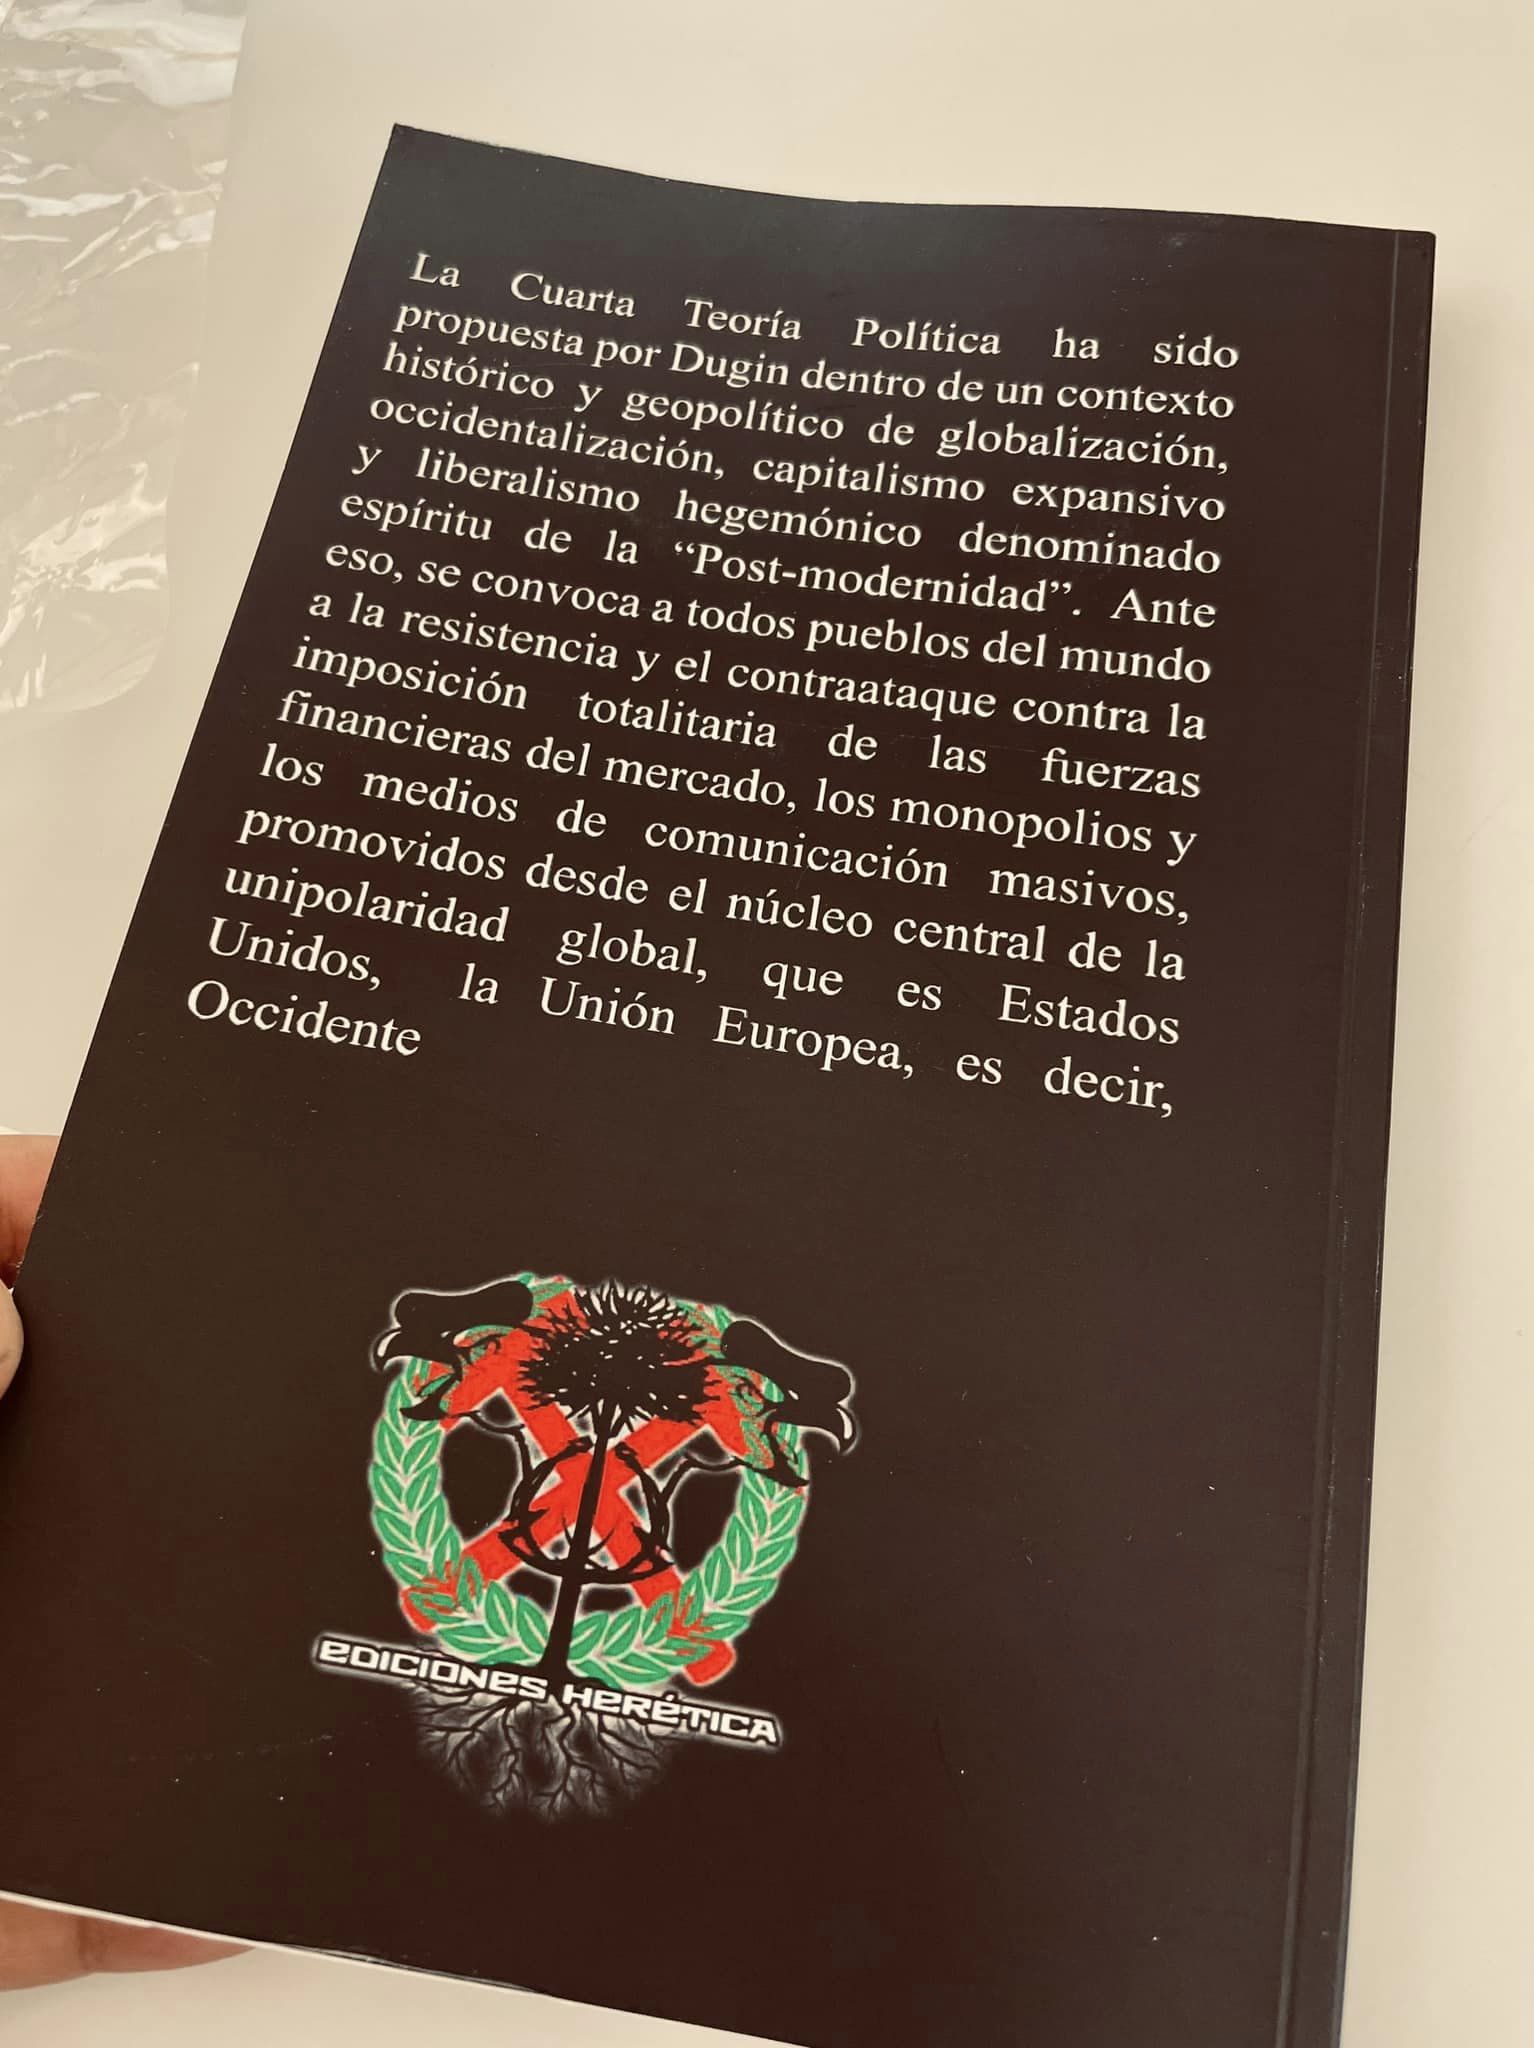 La Cuarta Teoría Política ha sido
propuesta por Dugin dentro de un contexto
histórico y geopolítico de globalización,
occidentalización, capitalismo expansivo
y liberalismo hegemónico denominado
espíritu de la “Post-modernidad”. Ante
eso, se convoca a todos pueblos del mundo
a la resistencia y el contraataque contra la
imposición totalitaria de las fuerzas
financieras del mercado, los monopolios y
los medios de comunicación masivos,
promovidos desde el núcleo central de la
unipolaridad global, que es Estados
Unidos, la Unión Europea, es decir,
Occidente
EDICIONES HERÉTICA